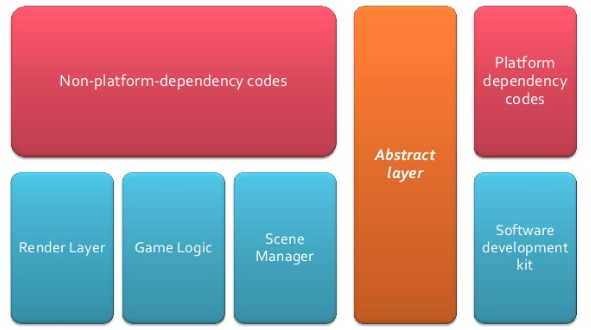 Non-platform-dependency codes
Abstract
layer
Platform
dependency
codes
Render Layer
Game Logic
Scene
Manager
Software
development
kit